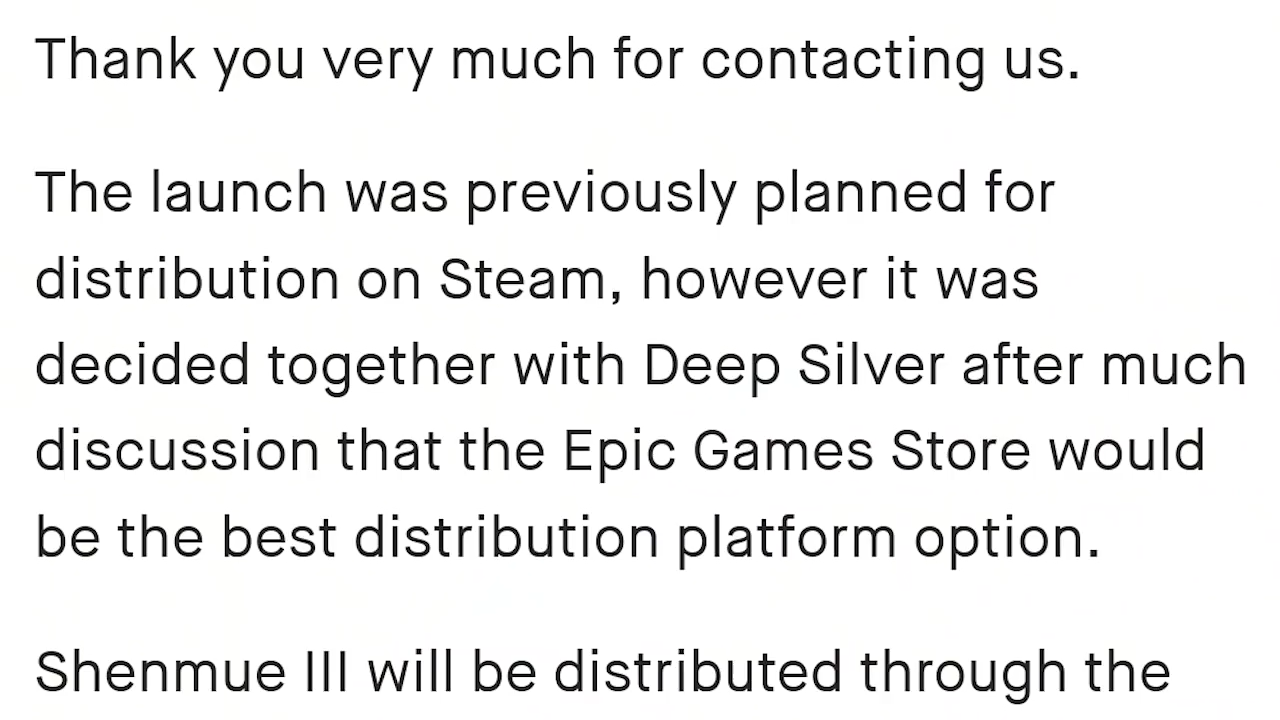 Thank you very much for contacting us.
The launch was previously planned for
distribution on Steam, however it was
decided together with Deep Silver after much
discussion that the Epic Games Store would
be the best distribution platform option.
Shenmue III will be distributed through the